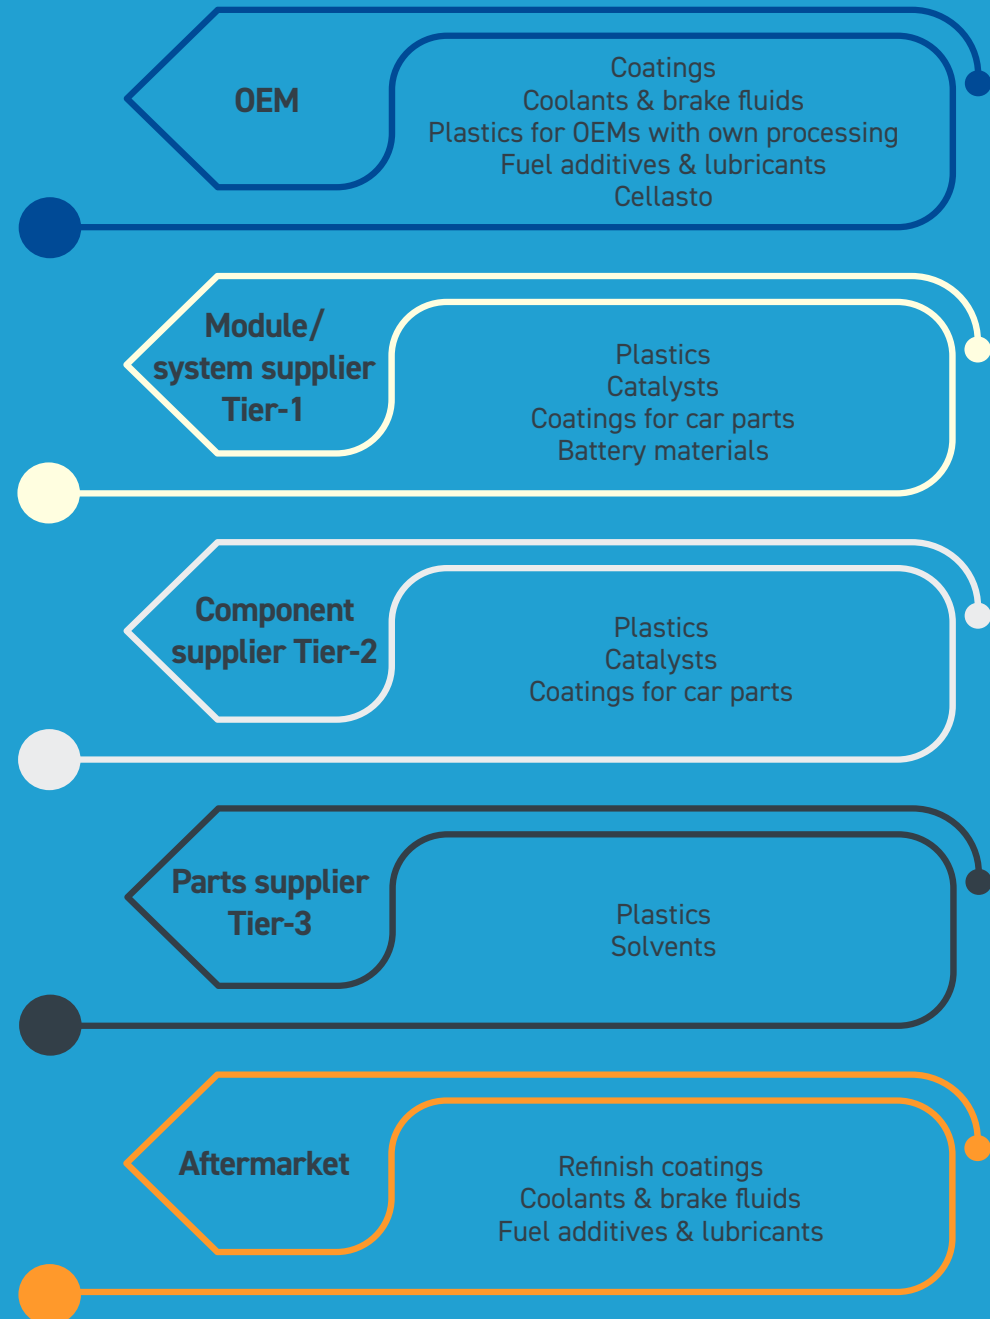 OEM
Coatings
Coolants & brake fluids
Plastics for OEMs with own processing
Fuel additives & lubricants
Cellasto
Module/
system supplier
Tier-1
Plastics
Catalysts
Coatings for car parts
Battery materials
Component
supplier Tier-2
Plastics
Catalysts
Coatings for car parts
Parts supplier
Tier-3
Plastics
Solvents
Aftermarket
Refinish coatings
Coolants & brake fluids
Fuel additives & lubricants